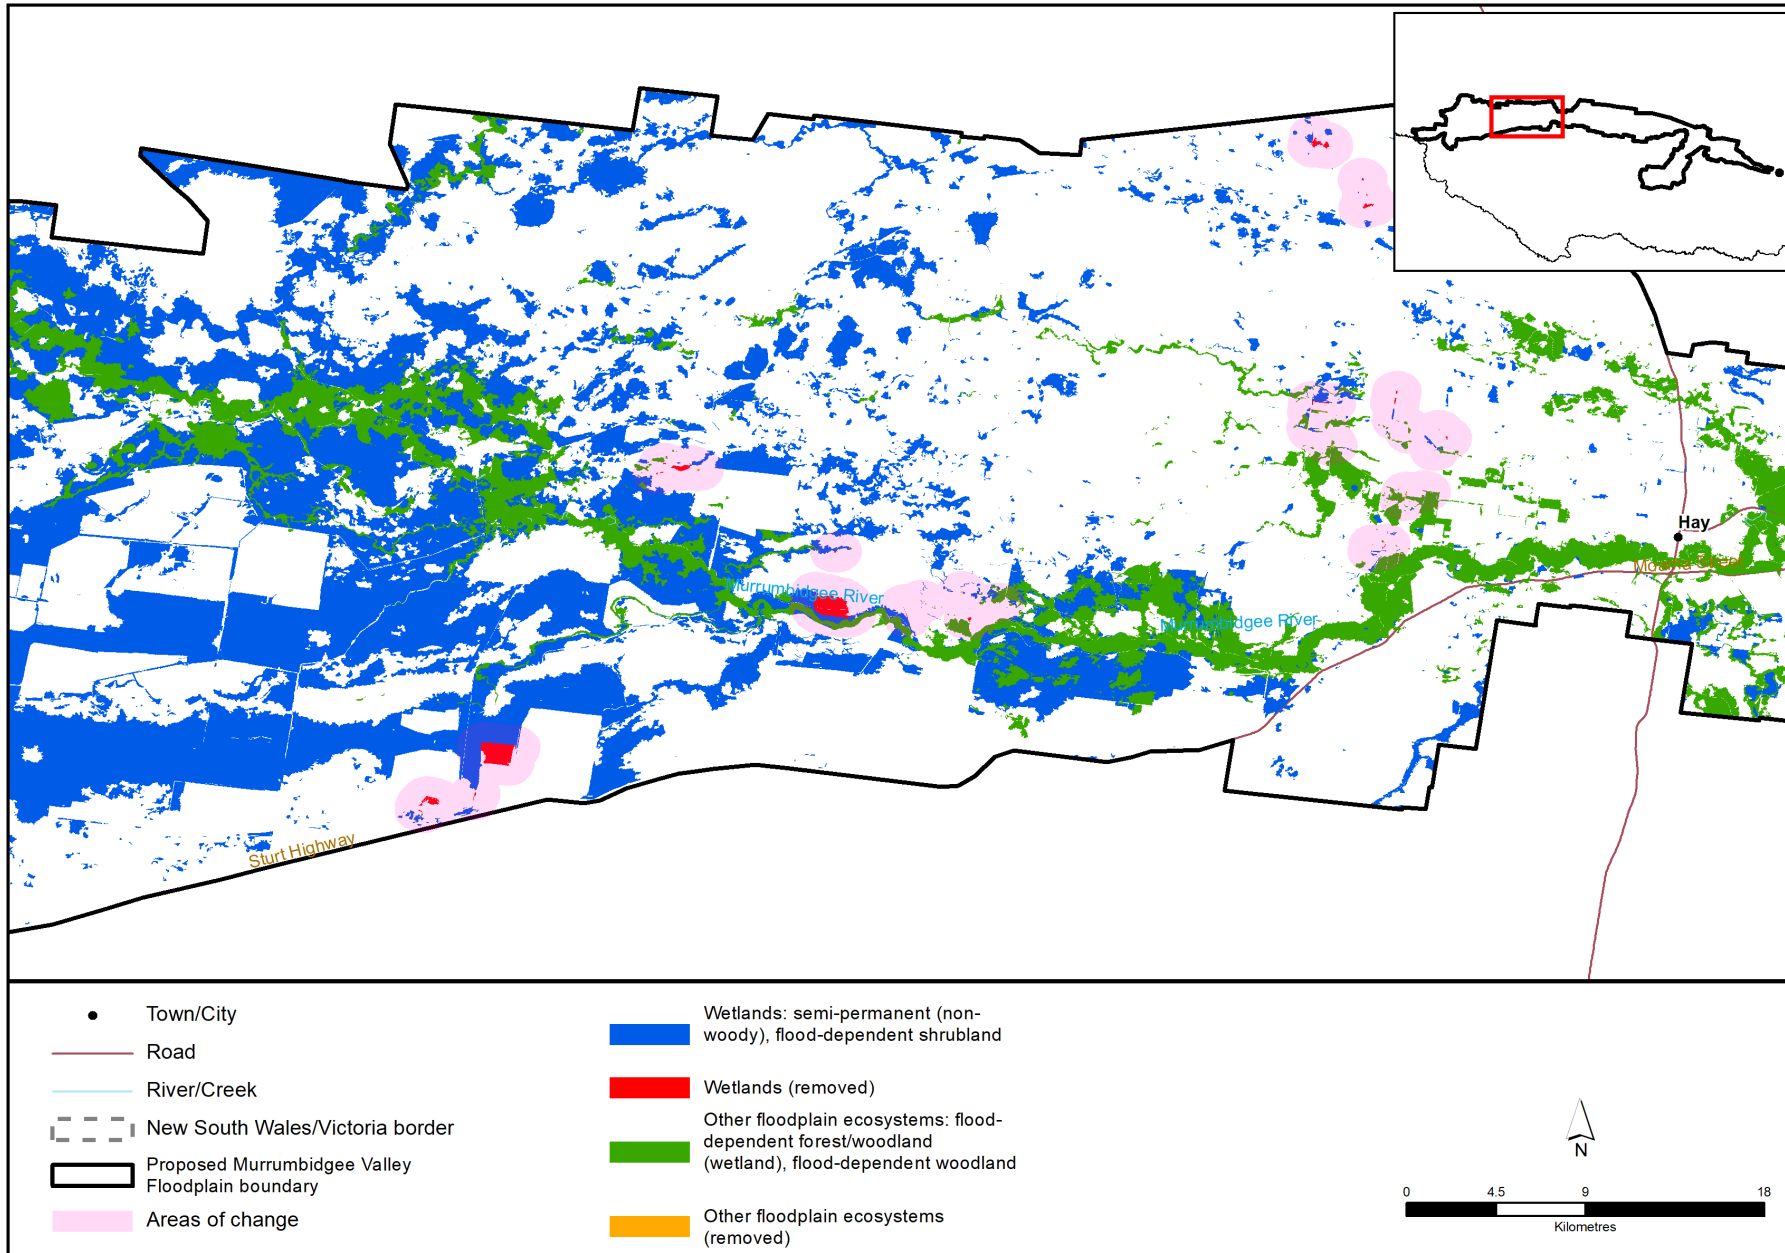 Hay
Moama Street
Murrumbidgee River
Murrumbidgee River
Sturt Highway
Town/City
Road
River/Creek
New South Wales/Victoria border
Proposed Murrumbidgee Valley
Floodplain boundary
Areas of change
Wetlands: semi-permanent (non-
woody), flood-dependent shrubland
Wetlands (removed)
Other floodplain ecosystems: flood-
dependent forest/woodland
(wetland), flood-dependent woodland
Other floodplain ecosystems
(removed)
N
0 4.5 9 18
Kilometres